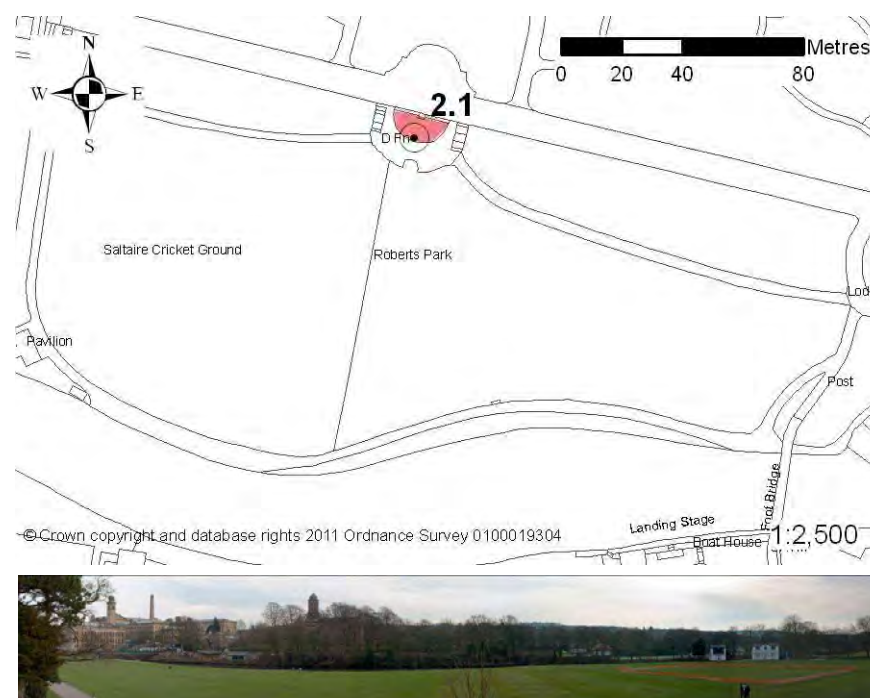 N
W E
S
Metres
0 20 40 80
2.1
D Fn
Saltaire Cricket Ground
Roberts Park
Lod
Pavilion
Post
Foot Bridge
Landing Stage
© Crown copyright and database rights 2011 Ordnance Survey 0100019304
Boat House
1:2,500